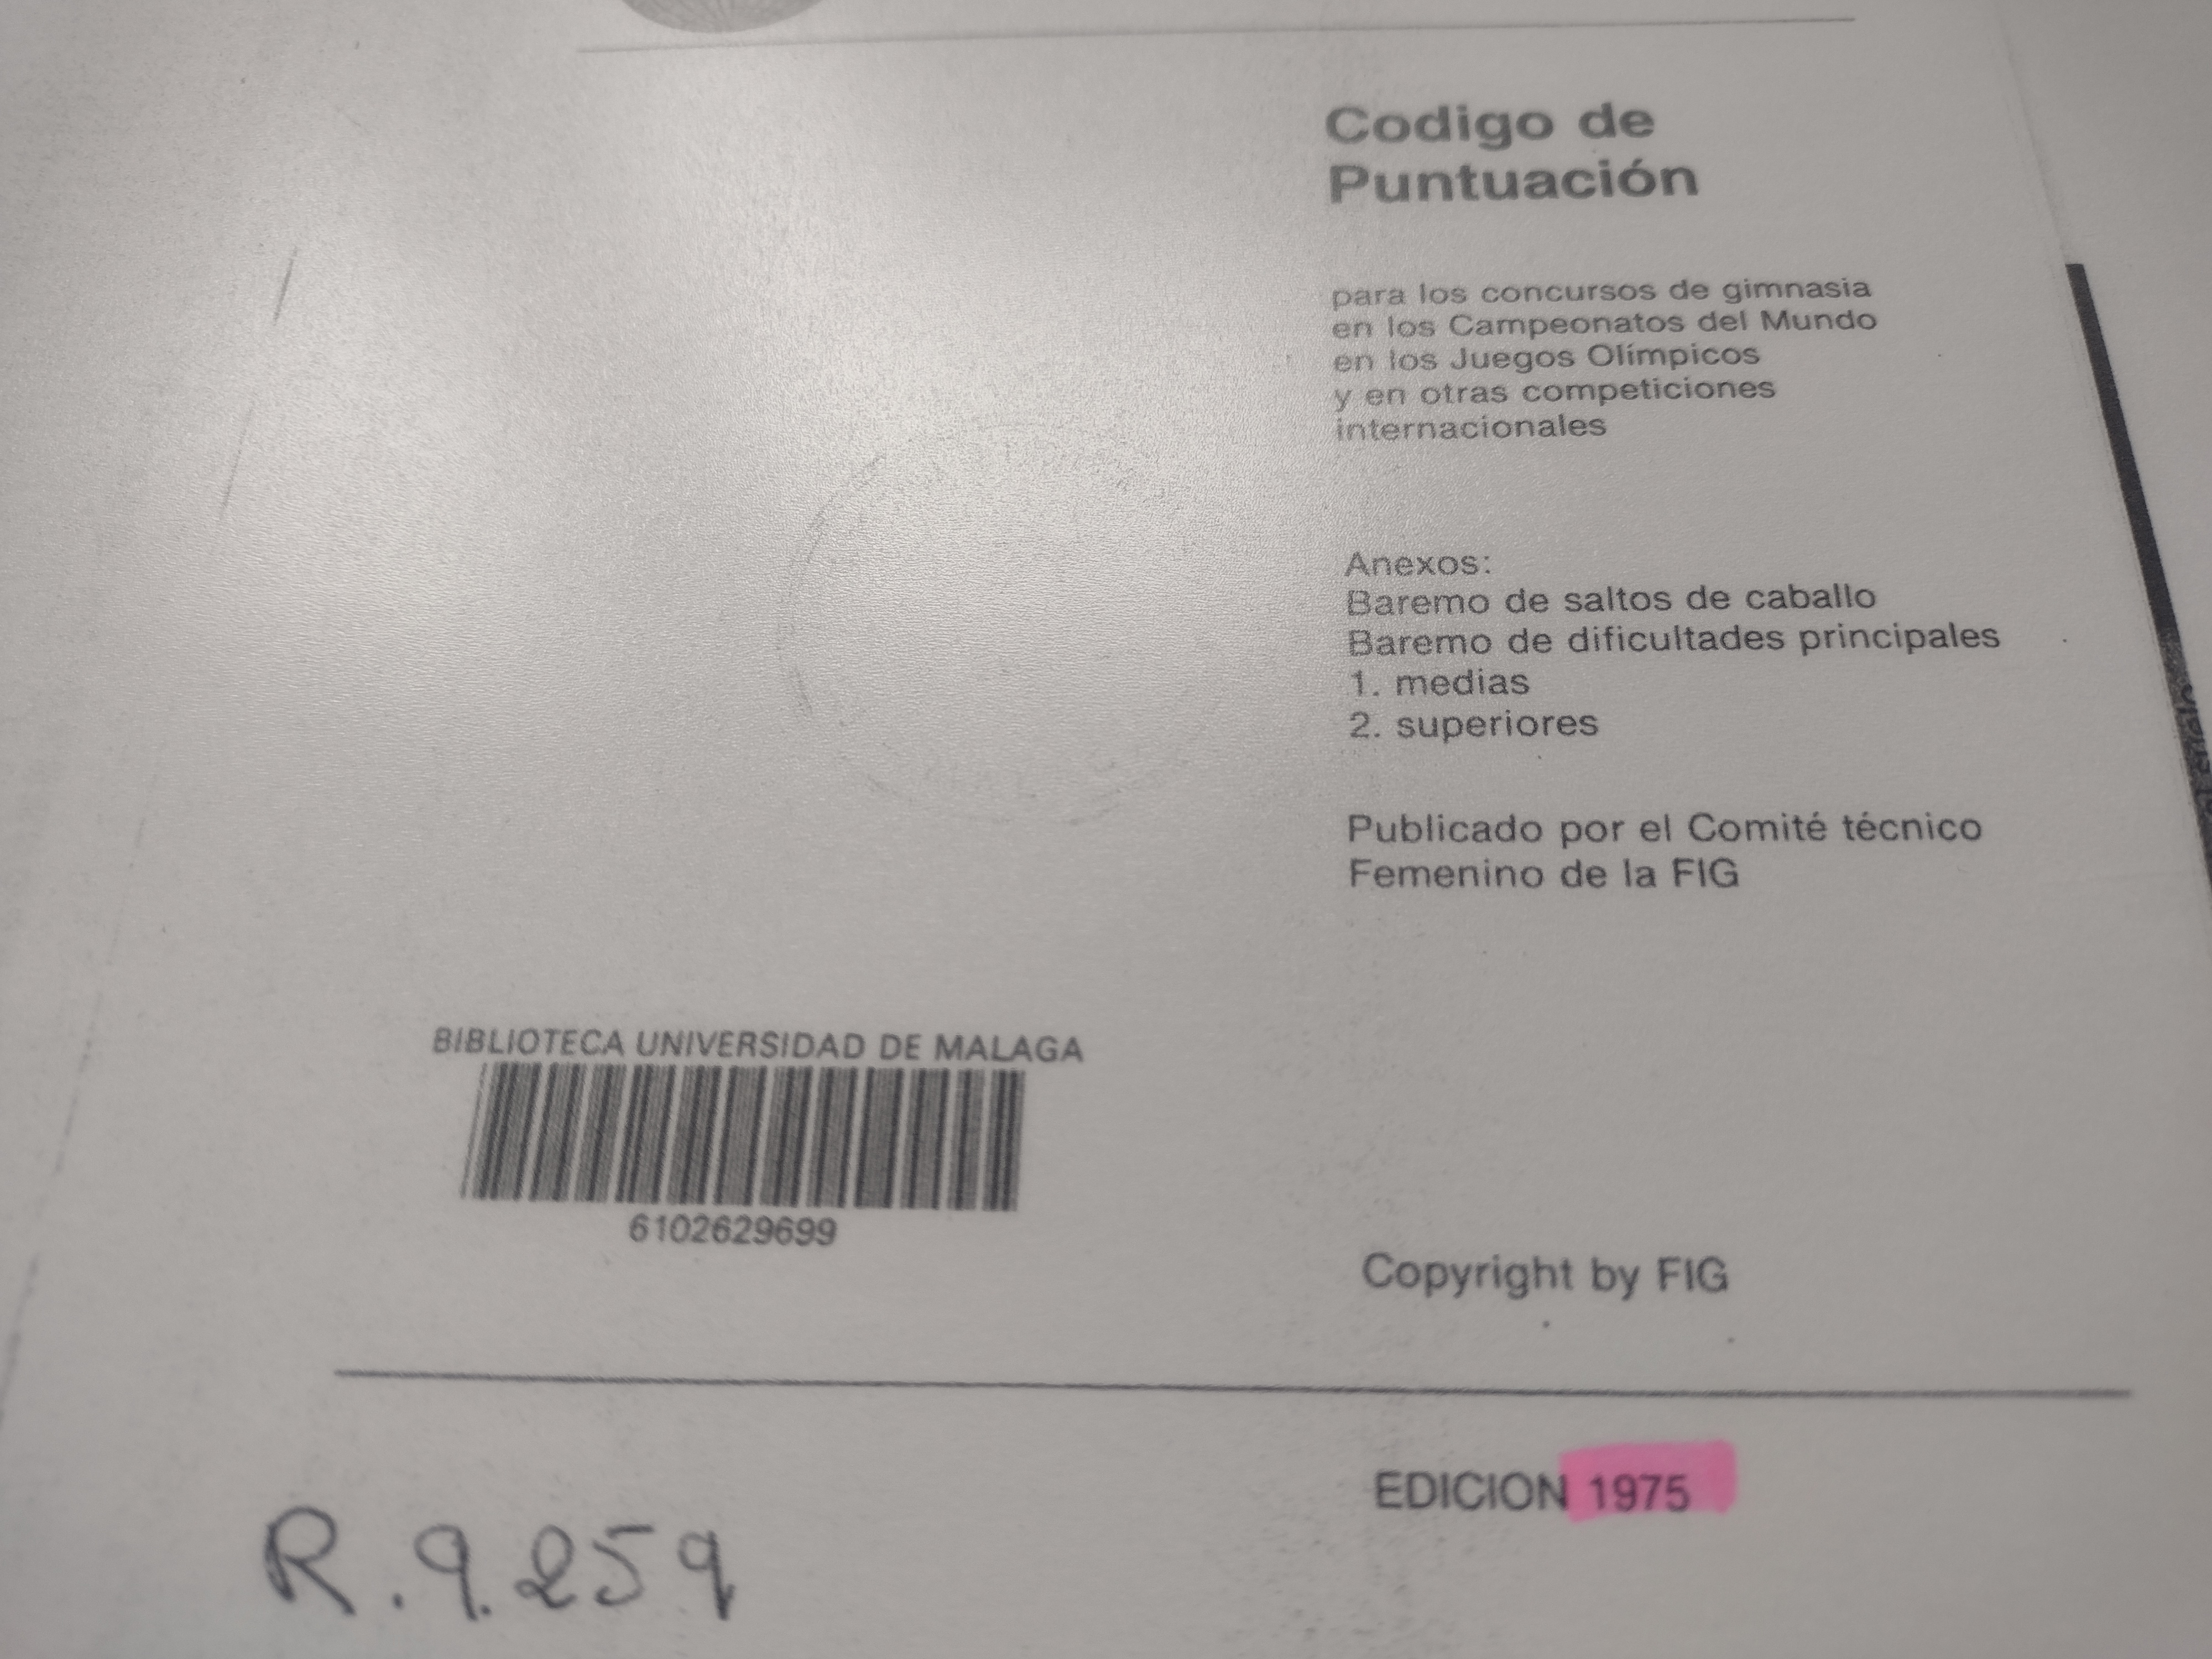 Codigo de
Puntuación
para los concursos de gimnasia
en los Campeonatos del Mundo
en los Juegos Olímpicos
y en otras competiciones
internacionales
Anexos:
Baremo de saltos de caballo
Baremo de dificultades principales
1. medias
2. superiores
Publicado por el Comité técnico
Femenino de la FIG
BIBLIOTECA UNIVERSIDAD DE MALAGA
6102629699
Copyright by FIG
EDICION 1975
R.9.259